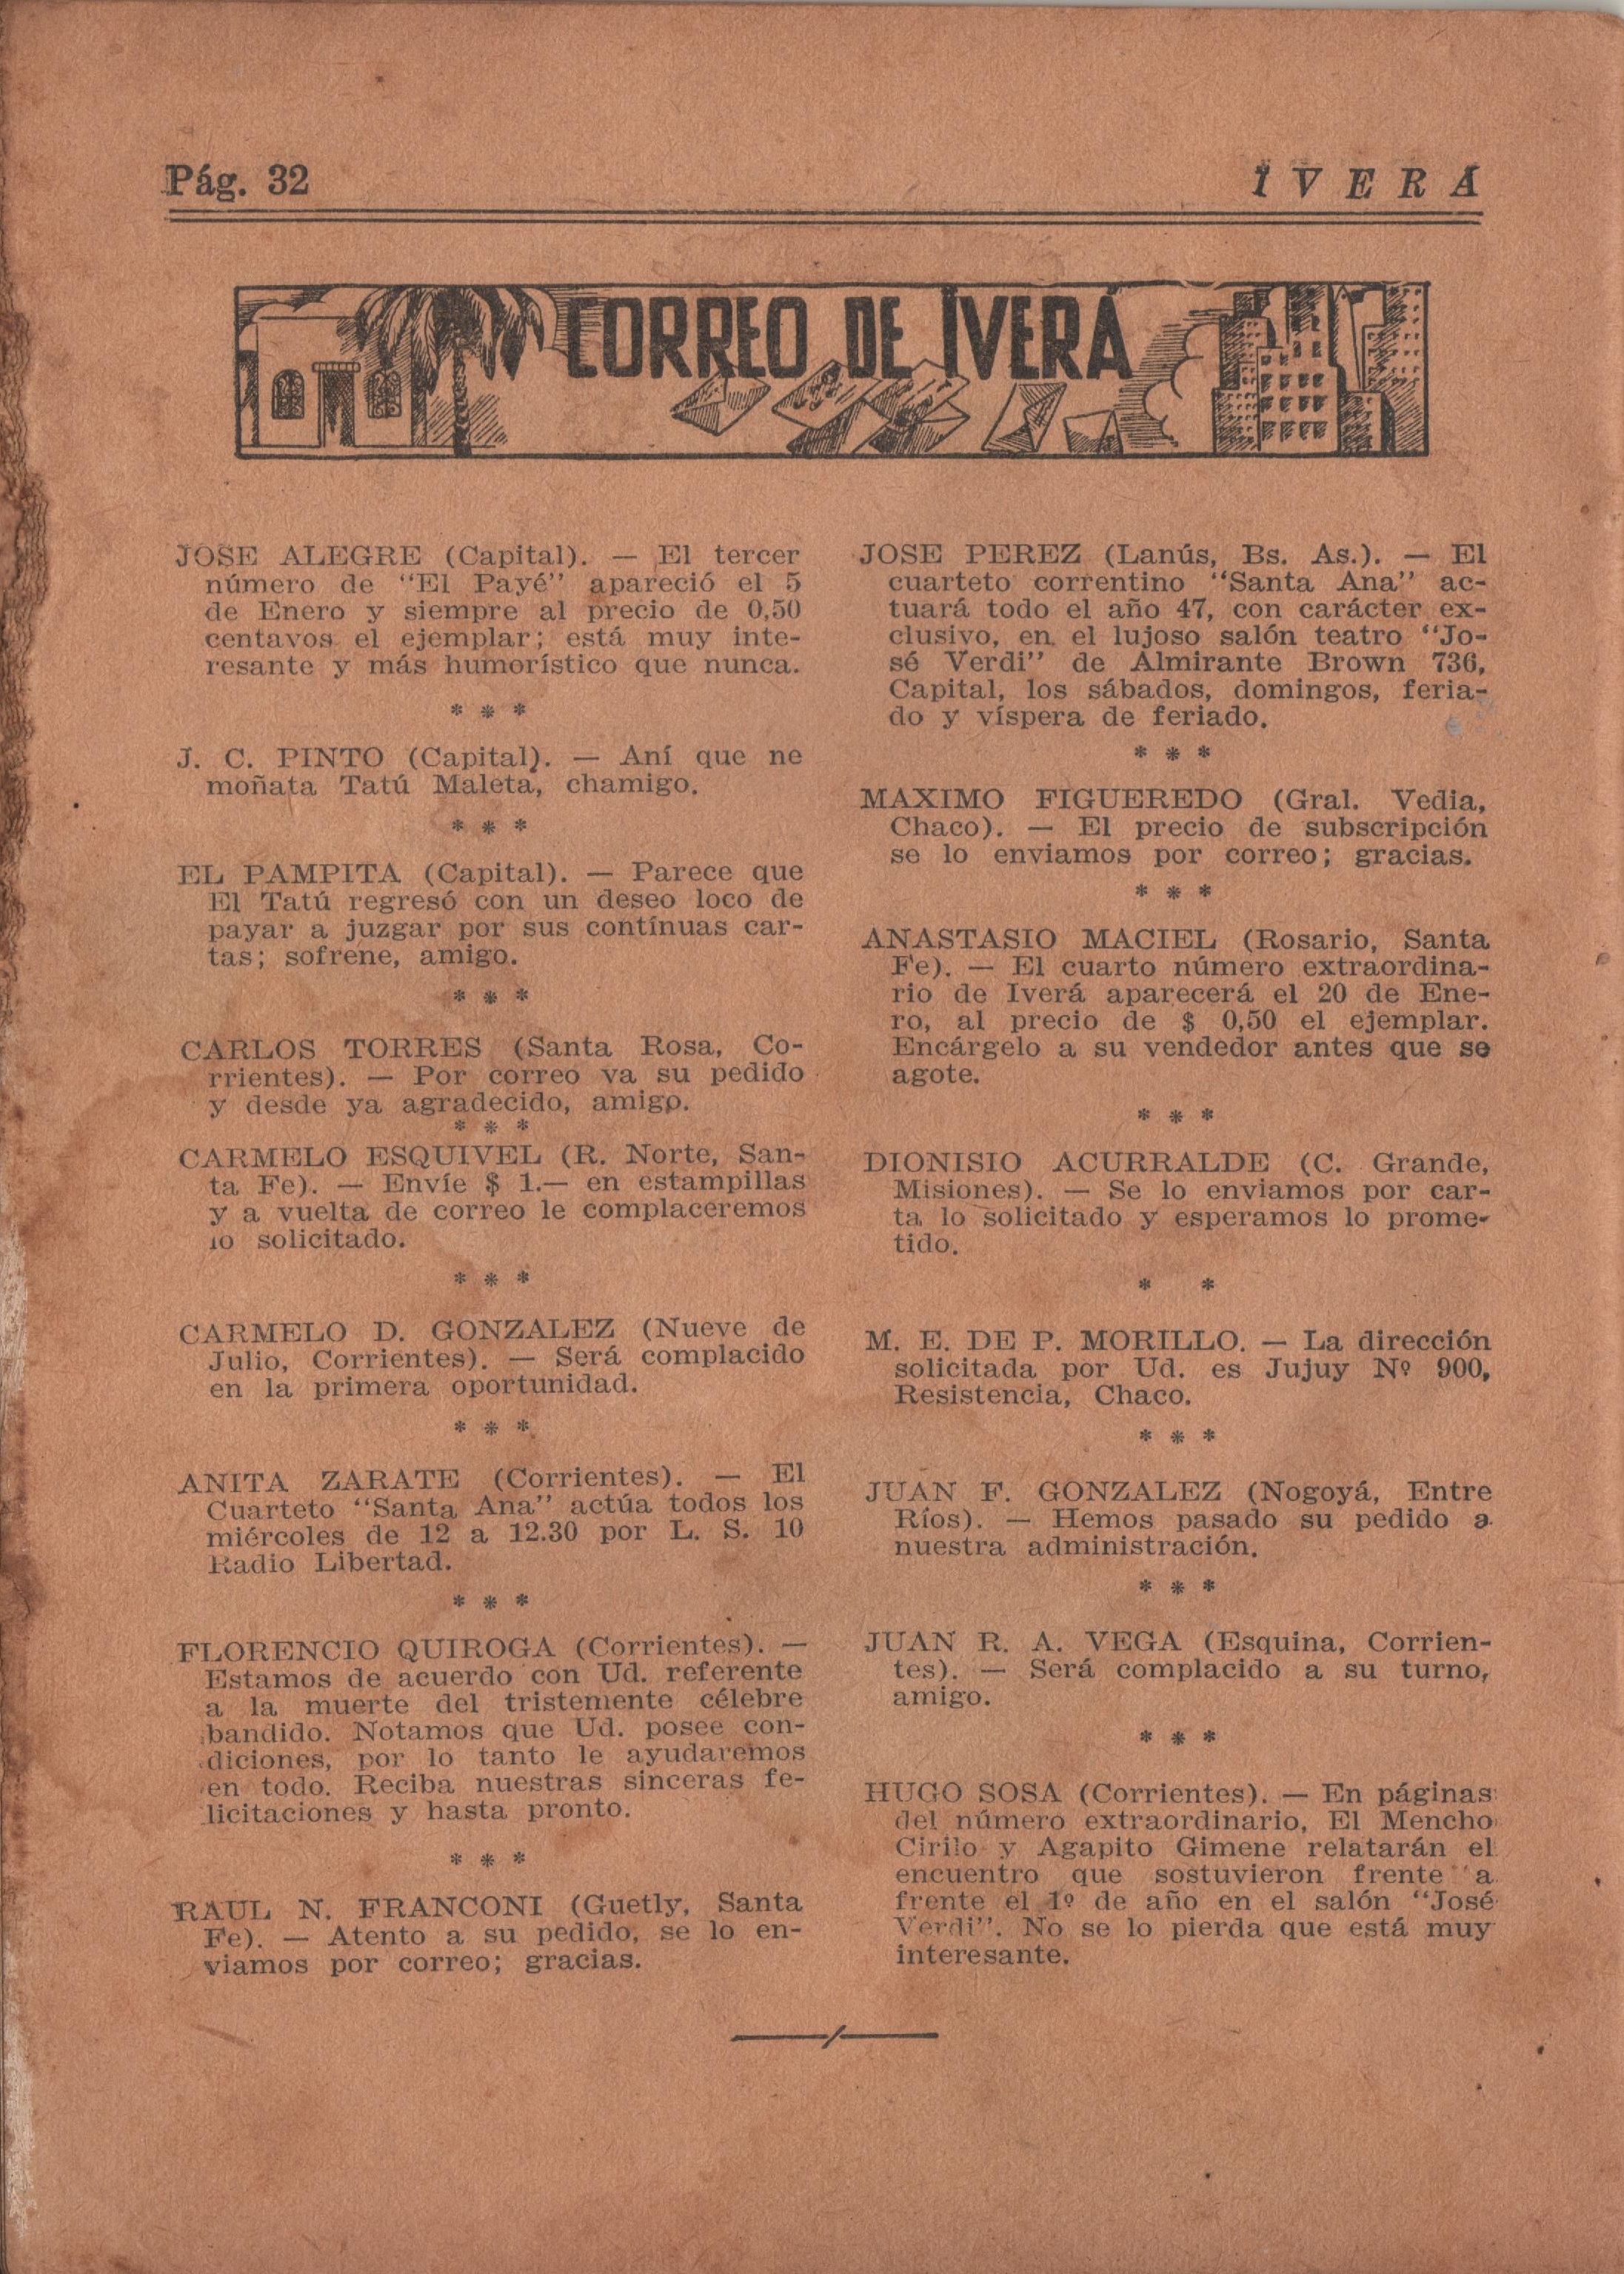 Pág. 32
IVERÁ
CORREO DE IVERÁ
JOSE ALEGRE (Capital). — El tercer
número de "El Payé" apareció el 5
de Enero y siempre al precio de 0,50
centavos el ejemplar; está muy inte-
resante y más humorístico que nunca.
* * *
J. C. PINTO (Capital). — Aní que ne
moñata Tatú Maleta, chamigo.
* * *
EL PAMPITA (Capital). — Parece que
El Tatú regresó con un deseo loco de
payar a juzgar por sus contínuas car-
tas; sofrene, amigo.
* * *
CARLOS TORRES (Santa Rosa, Co-
rrientes). — Por correo va su pedido
y desde ya agradecido, amigo.
* * *
CARMELO ESQUIVEL (R. Norte, San-
ta Fe). — Envíe $ 1.— en estampillas
y a vuelta de correo le complaceremos
lo solicitado.
* * *
CARMELO D. GONZALEZ (Nueve de
Julio, Corrientes). — Será complacido
en la primera oportunidad.
* * *
ANITA ZARATE (Corrientes). — El
Cuarteto "Santa Ana" actúa todos los
miércoles de 12 a 12.30 por L. S. 10
Radio Libertad.
* * *
FLORENCIO QUIROGA (Corrientes). —
Estamos de acuerdo con Ud. referente
a la muerte del tristemente célebre
bandido. Notamos que Ud. posee con-
diciones, por lo tanto le ayudaremos
en todo. Reciba nuestras sinceras fe-
licitaciones y hasta pronto.
* * *
RAUL N. FRANCONI (Guetly, Santa
Fe). — Atento a su pedido, se lo en-
viamos por correo; gracias.
JOSE PEREZ (Lanús, Bs. As.). — El
cuarteto correntino "Santa Ana" ac-
tuará todo el año 47, con carácter ex-
clusivo, en el lujoso salón teatro "Jo-
sé Verdi" de Almirante Brown 736,
Capital, los sábados, domingos, feria-
do y víspera de feriado.
* * *
MAXIMO FIGUEREDO (Gral. Vedia,
Chaco). — El precio de subscripción
se lo enviamos por correo; gracias.
* * *
ANASTASIO MACIEL (Rosario, Santa
Fe). — El cuarto número extraordina-
rio de Iverá aparecerá el 20 de Ene-
ro, al precio de $ 0,50 el ejemplar.
Encárgelo a su vendedor antes que se
agote.
* * *
DIONISIO ACURRALDE (C. Grande,
Misiones). — Se lo enviamos por car-
ta lo solicitado y esperamos lo prome-
tido.
* *
M. E. DE P. MORILLO. — La dirección
solicitada por Ud. es Jujuy Nº 900,
Resistencia, Chaco.
* * *
JUAN F. GONZALEZ (Nogoyá, Entre
Ríos). — Hemos pasado su pedido a
nuestra administración.
* * *
JUAN R. A. VEGA (Esquina, Corrien-
tes). — Será complacido a su turno,
amigo.
* * *
HUGO SOSA (Corrientes). — En páginas
del número extraordinario, El Mencho
Cirilo y Agapito Gimene relatarán el
encuentro que sostuvieron frente a
frente el 1º de año en el salón "José
Verdi". No se lo pierda que está muy
interesante.